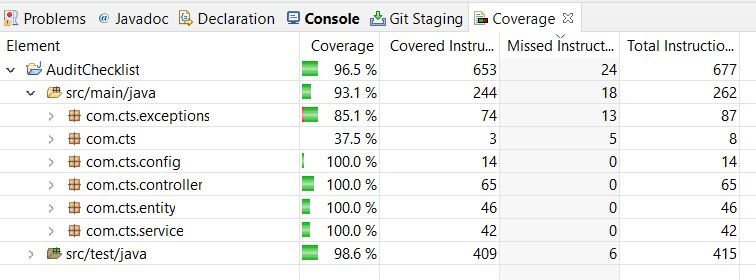 Problems @ Javadoc Declaration Console Git Staging Coverage
Element Coverage Covered Instru... Missed Instruct... Total Instructio...
AuditChecklist 96.5 % 653 24 677
src/main/java 93.1 % 244 18 262
com.cts.exceptions 85.1 % 74 13 87
com.cts 37.5 % 3 5 8
com.cts.config 100.0 % 14 0 14
com.cts.controller 100.0 % 65 0 65
com.cts.entity 100.0 % 46 0 46
com.cts.service 100.0 % 42 0 42
src/test/java 98.6 % 409 6 415